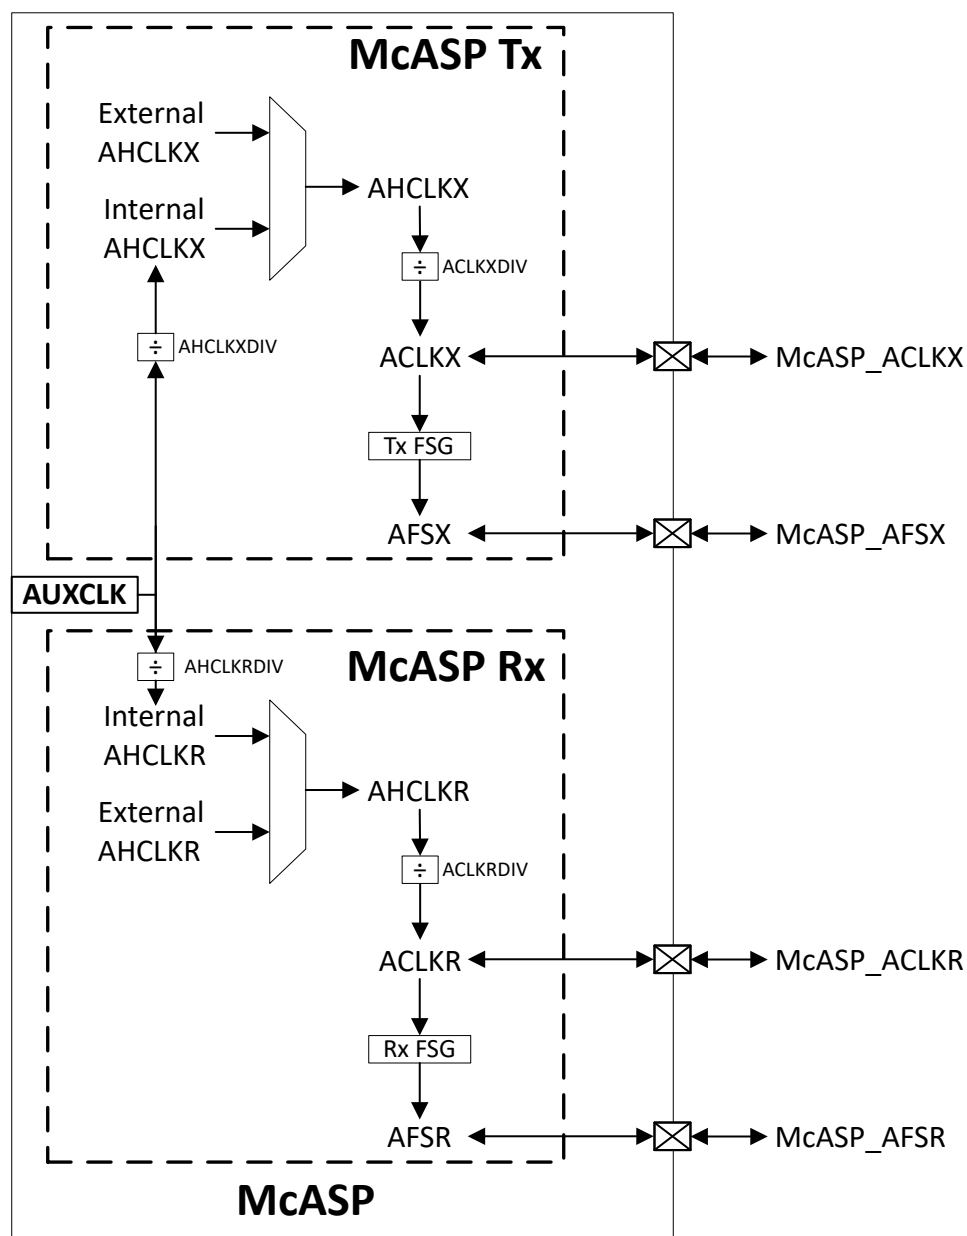 McASP Tx
External
AHCLKX
Internal
AHCLKX
AHCLKX
÷ ACLKXDIV
÷ AHCLKXDIV
ACLKX
McASP_ACLKX
Tx FSG
AFSX
McASP_AFSX
AUXCLK
McASP Rx
÷ AHCLKRDIV
Internal
AHCLKR
AHCLKR
External
AHCLKR
÷ ACLKRDIV
ACLKR
McASP_ACLKR
Rx FSG
AFSR
McASP_AFSR
McASP